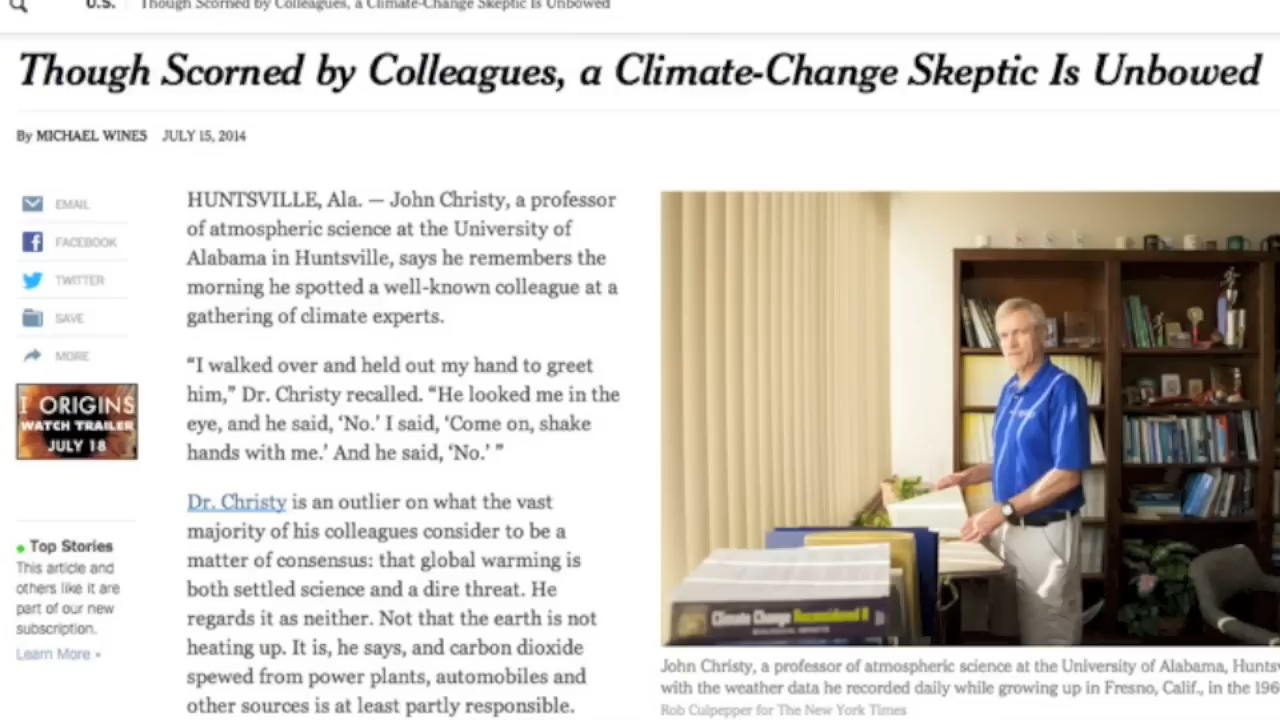 U.S. Though Scorned by Colleagues, a Climate-Change Skeptic Is Unbowed
Though Scorned by Colleagues, a Climate-Change Skeptic Is Unbowed
By MICHAEL WINES JULY 15, 2014
EMAIL
FACEBOOK
TWITTER
SAVE
MORE
I ORIGINS
WATCH TRAILER
JULY 18
Top Stories
This article and
others like it are
part of our new
subscription.
Learn More »
HUNTSVILLE, Ala. — John Christy, a professor
of atmospheric science at the University of
Alabama in Huntsville, says he remembers the
morning he spotted a well-known colleague at a
gathering of climate experts.
“I walked over and held out my hand to greet
him,” Dr. Christy recalled. “He looked me in the
eye, and he said, ‘No.’ I said, ‘Come on, shake
hands with me.’ And he said, ‘No.’ ”
Dr. Christy is an outlier on what the vast
majority of his colleagues consider to be a
matter of consensus: that global warming is
both settled science and a dire threat. He
regards it as neither. Not that the earth is not
heating up. It is, he says, and carbon dioxide
spewed from power plants, automobiles and
other sources is at least partly responsible.
Climate Change Reconsidered II
BIOLOGICAL IMPACTS
John Christy, a professor of atmospheric science at the University of Alabama, Hunts
with the weather data he recorded daily while growing up in Fresno, Calif., in the 196
Rob Culpepper for The New York Times